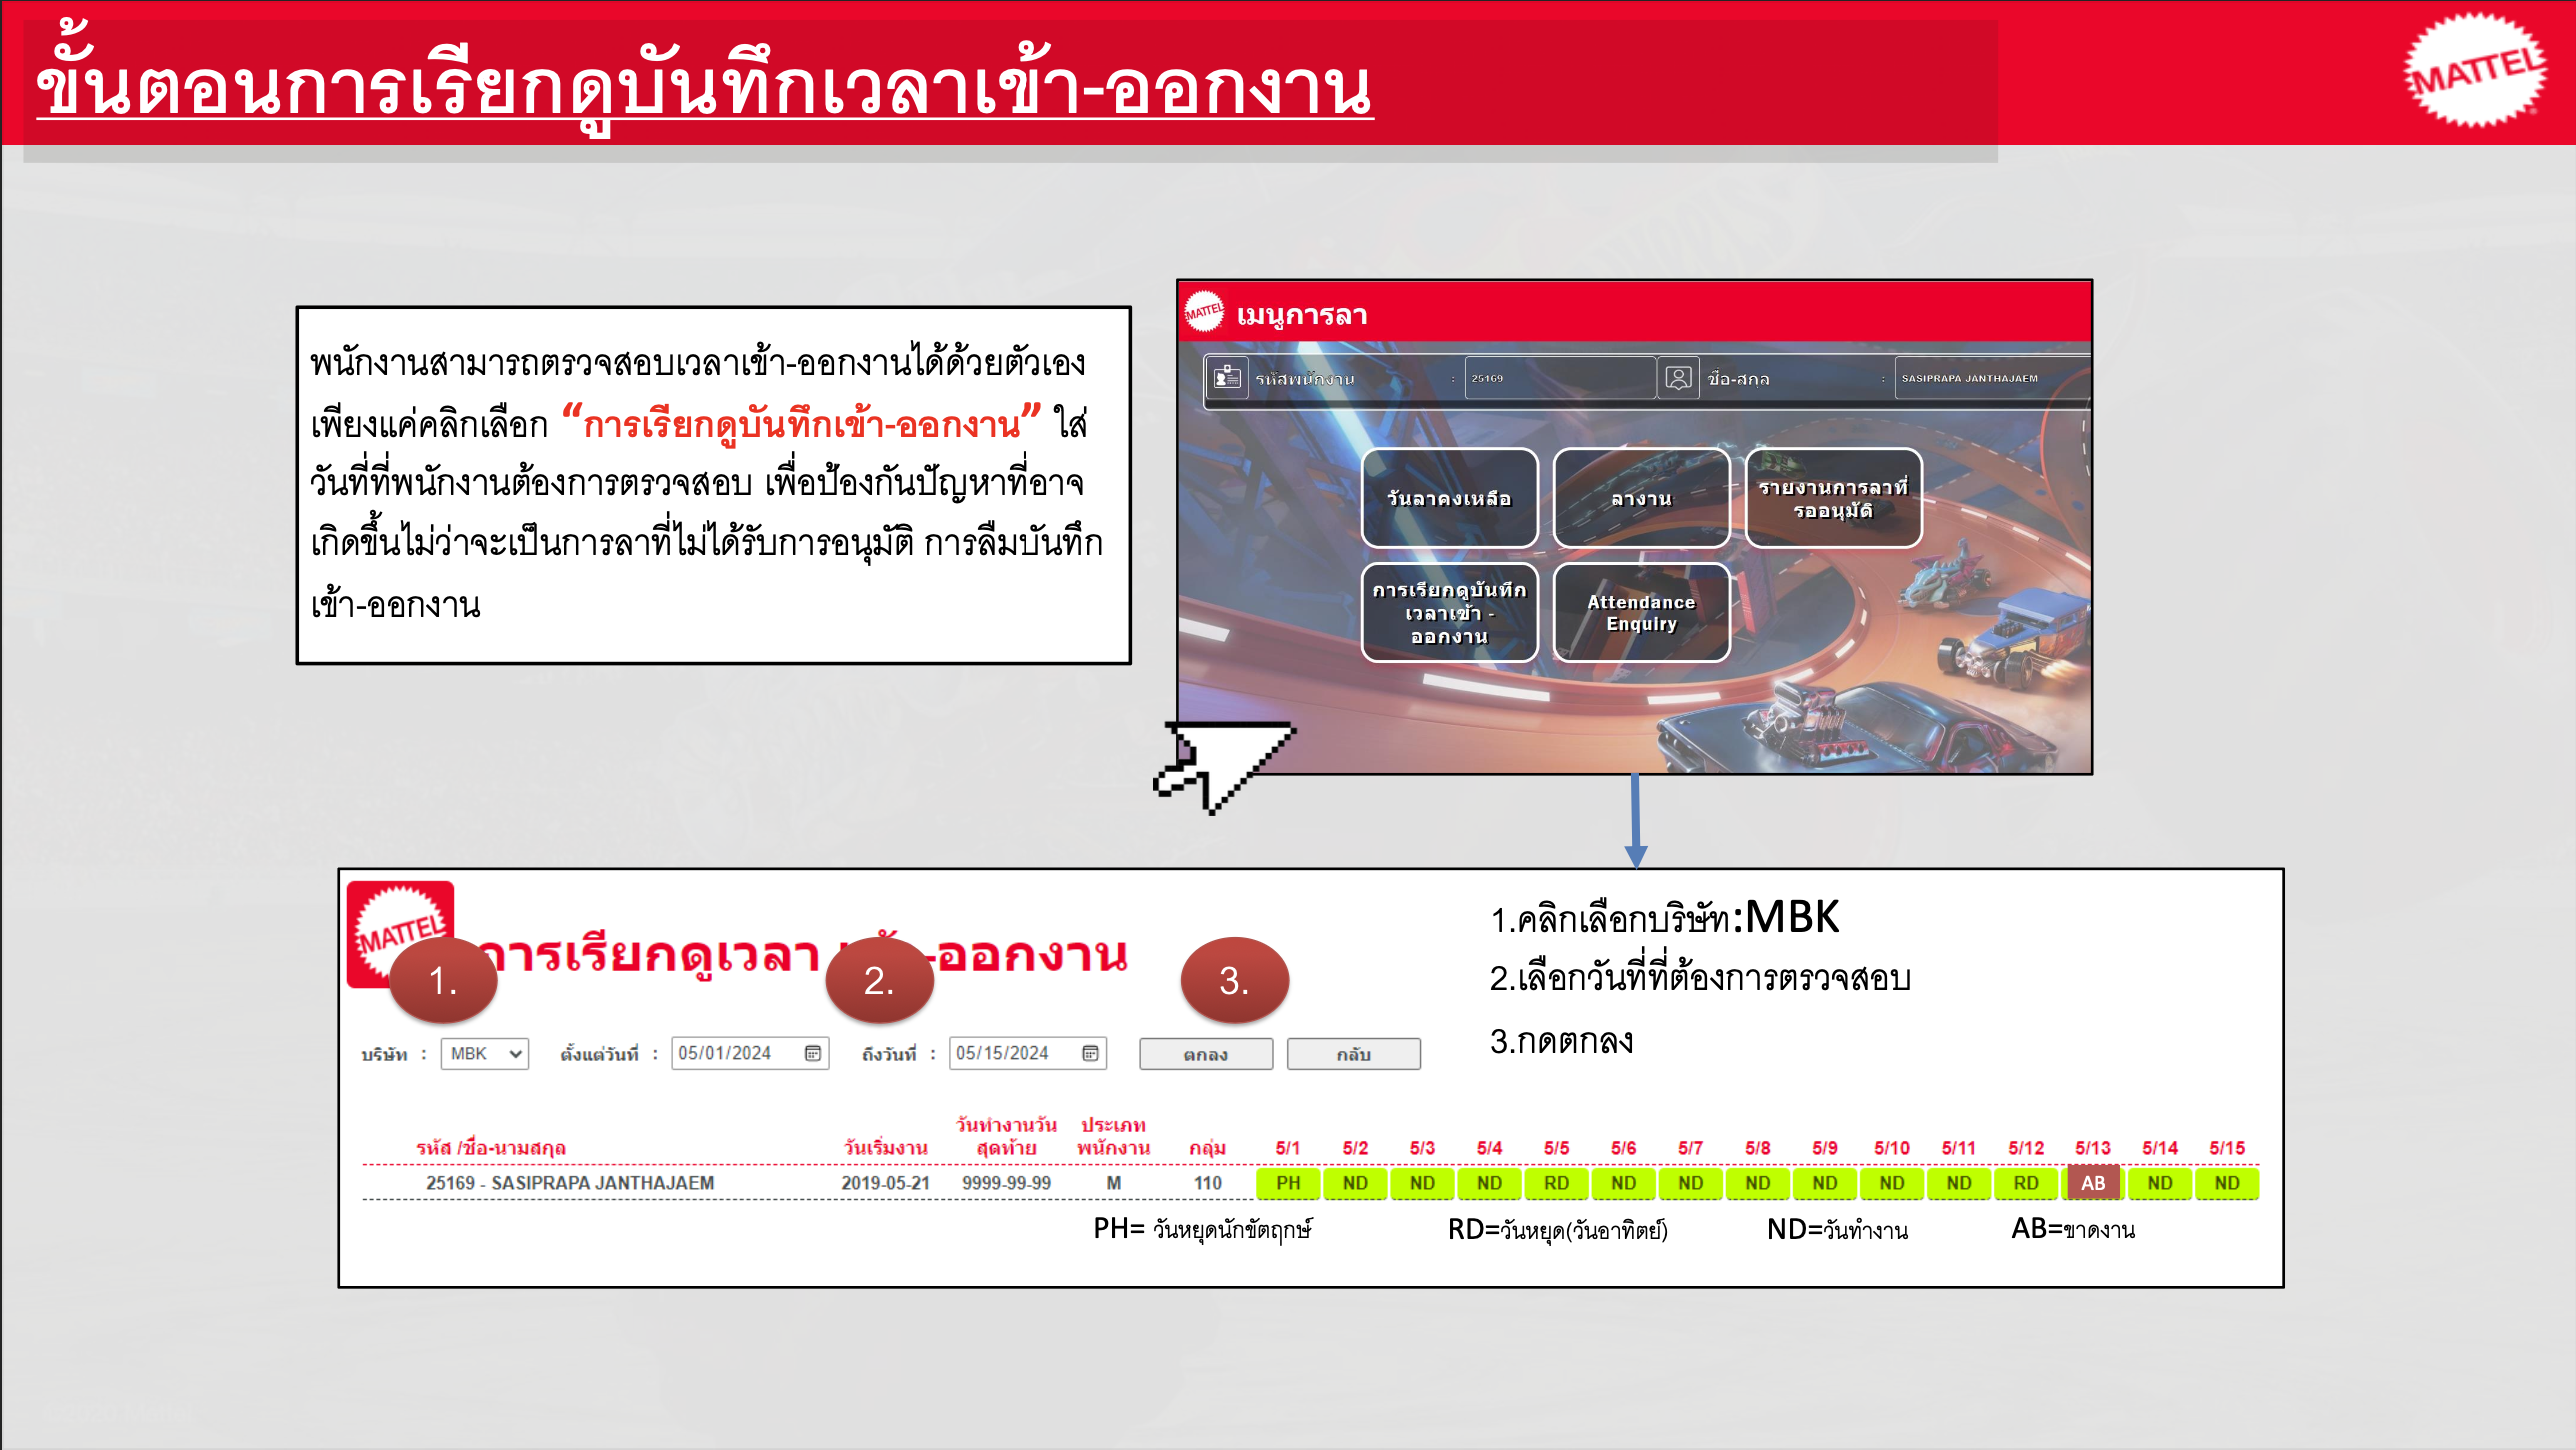 ขั้นตอนการเรียกดูบันทึกเวลาเข้า-ออกงาน
MATTEL
พนักงานสามารถตรวจสอบเวลาเข้า-ออกงานได้ด้วยตัวเอง
เพียงแค่คลิกเลือก “การเรียกดูบันทึกเข้า-ออกงาน” ใส่
วันที่ที่พนักงานต้องการตรวจสอบ เพื่อป้องกันปัญหาที่อาจ
เกิดขึ้นไม่ว่าจะเป็นการลาที่ไม่ได้รับการอนุมัติ การลืมบันทึก
เข้า-ออกงาน
MATTEL เมนูการลา
รหัสพนักงาน : 25169 ชื่อ-สกุล : SASIPRAPA JANTHAJAEM
วันลาคงเหลือ
ลางาน
รายงานการลาที่
รออนุมัติ
การเรียกดูบันทึก
เวลาเข้า -
ออกงาน
Attendance
Enquiry
MATTEL
การเรียกดูเวลา -ออกงาน
1. 2. 3.
1.คลิกเลือกบริษัท:MBK
2.เลือกวันที่ที่ต้องการตรวจสอบ
3.กดตกลง
บริษัท : MBK ตั้งแต่วันที่ : 05/01/2024 ถึงวันที่ : 05/15/2024 ตกลง กลับ
รหัส /ชื่อ-นามสกุล วันเริ่มงาน วันทำงานวันสุดท้าย ประเภทพนักงาน กลุ่ม 5/1 5/2 5/3 5/4 5/5 5/6 5/7 5/8 5/9 5/10 5/11 5/12 5/13 5/14 5/15
25169 - SASIPRAPA JANTHAJAEM 2019-05-21 9999-99-99 M 110 PH ND ND ND RD ND ND ND ND ND ND RD AB ND ND
PH= วันหยุดนักขัตฤกษ์ RD=วันหยุด(วันอาทิตย์) ND=วันทำงาน AB=ขาดงาน